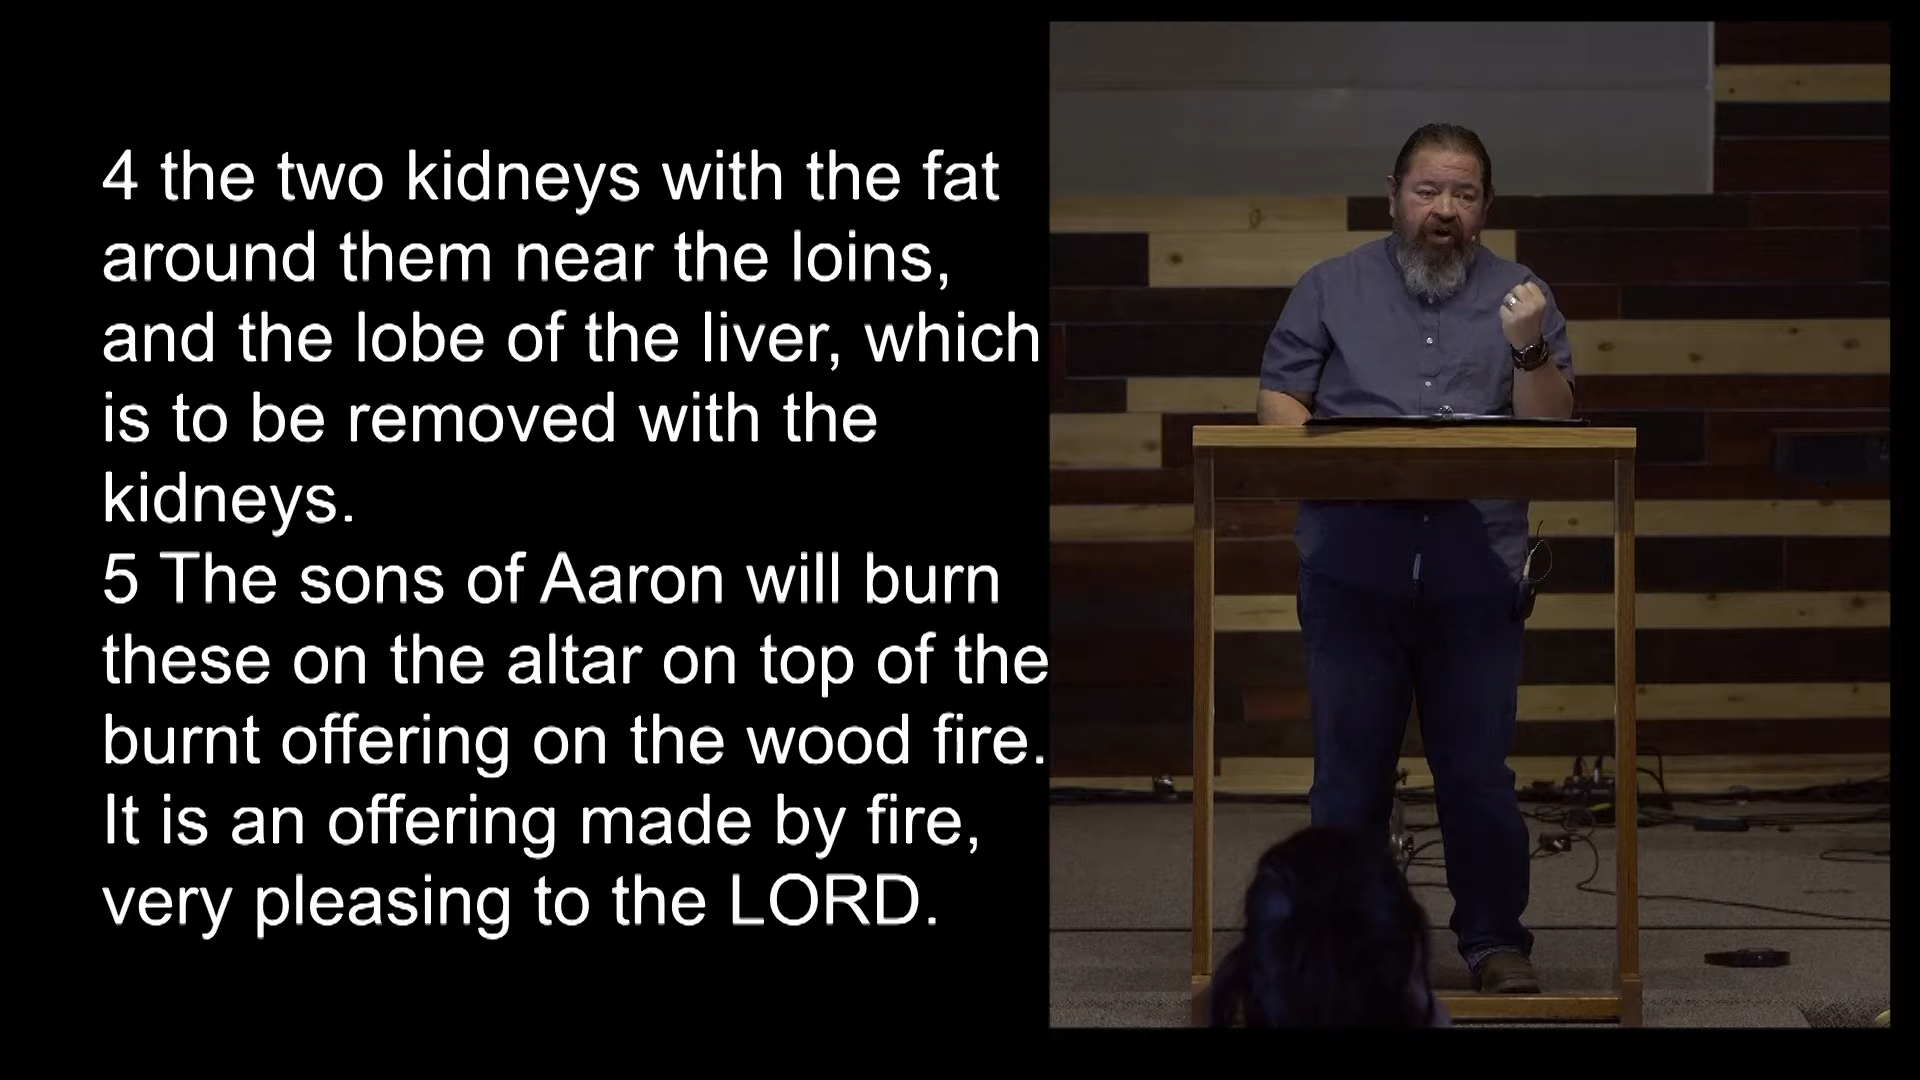 4 the two kidneys with the fat
around them near the loins,
and the lobe of the liver, which
is to be removed with the
kidneys.
5 The sons of Aaron will burn
these on the altar on top of the
burnt offering on the wood fire.
It is an offering made by fire,
very pleasing to the LORD.